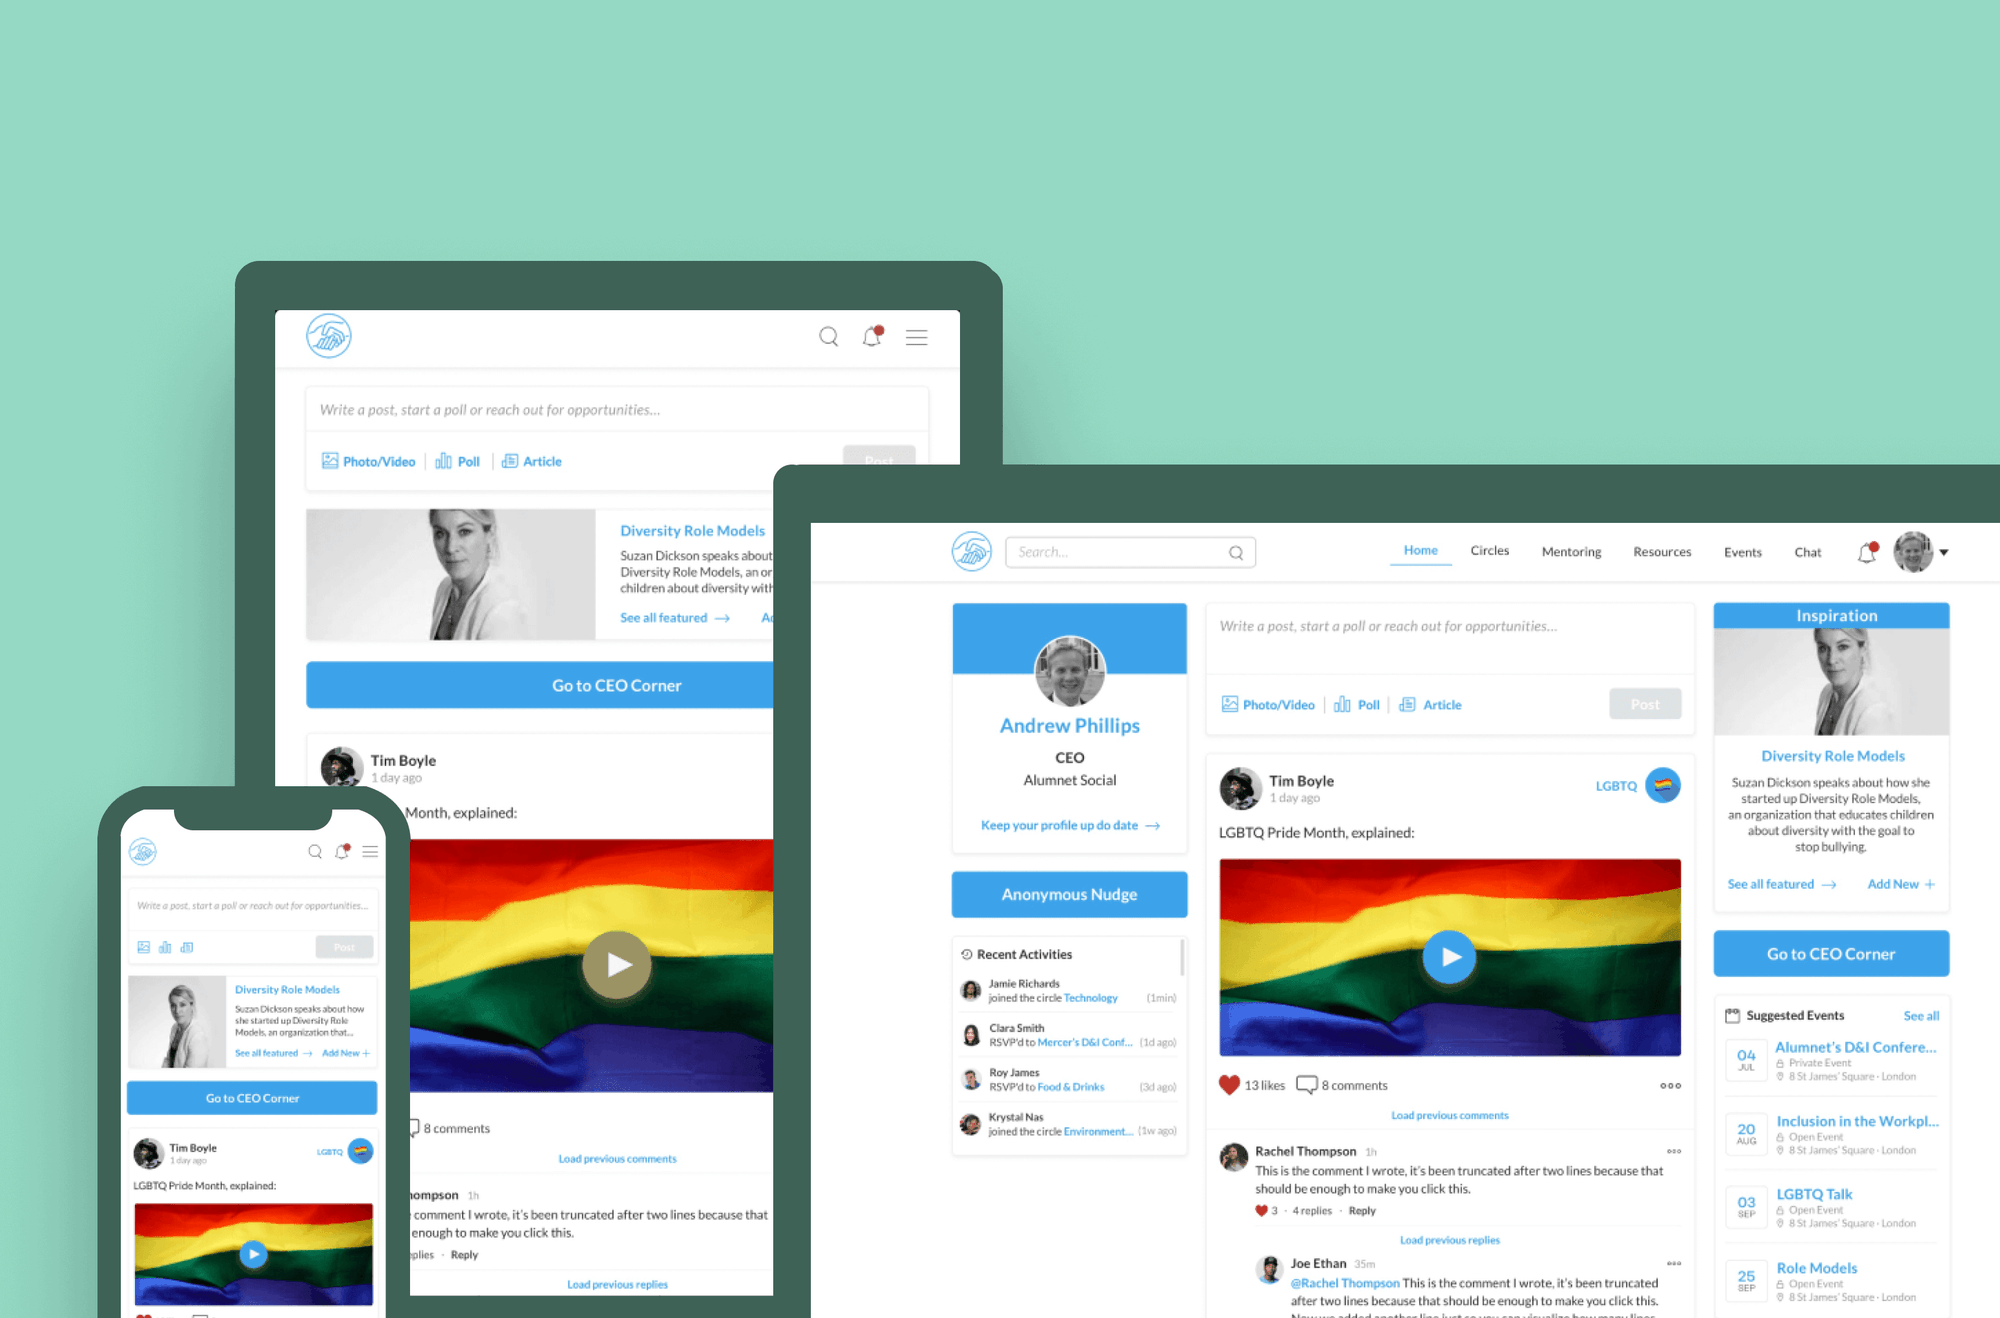 Write a post, start a poll or reach out for opportunities...
Photo/Video
Poll
Article
Post
Diversity Role Models
Suzan Dickson speaks about
Diversity Role Models, an or
children about diversity with
See all featured
Go to CEO Corner
Tim Boyle
1 day ago
Month, explained:
8 comments
Load previous comments
ompson 1h
comment I wrote, it's been truncated after two lines because that
enough to make you click this.
eplies · Reply
Load previous replies
Write a post, start a poll or reach out for opportunities...
Post
Diversity Role Models
Suzan Dickson speaks about how
she started up Diversity Role
Models, an organization that...
See all featured
Add New +
Go to CEO Corner
Tim Boyle
1 day ago
LGBTQ
LGBTQ Pride Month, explained:
Search...
Home
Circles
Mentoring
Resources
Events
Chat
Andrew Phillips
CEO
Alumnet Social
Keep your profile up do date
Anonymous Nudge
Recent Activities
Jamie Richards
joined the circle Technology (1min)
Clara Smith
RSVP'd to Mercer's D&I Conf... (1d ago)
Roy James
RSVP'd to Food & Drinks (3d ago)
Krystal Nas
joined the circle Environment... (1w ago)
Write a post, start a poll or reach out for opportunities...
Photo/Video
Poll
Article
Post
Tim Boyle
1 day ago
LGBTQ
LGBTQ Pride Month, explained:
13 likes
8 comments
Load previous comments
Rachel Thompson 1h
This is the comment I wrote, it's been truncated after two lines because that
should be enough to make you click this.
3 · 4 replies · Reply
Load previous replies
Joe Ethan 35m
@Rachel Thompson This is the comment I wrote, it's been truncated
after two lines because that should be enough to make you click this.
Inspiration
Diversity Role Models
Suzan Dickson speaks about how she
started up Diversity Role Models,
an organization that educates children
about diversity with the goal to
stop bullying.
See all featured
Add New +
Go to CEO Corner
Suggested Events
See all
04
JUL
Alumnet's D&I Confere...
Private Event
8 St James' Square · London
20
AUG
Inclusion in the Workpl...
Open Event
8 St James' Square · London
03
SEP
LGBTQ Talk
Open Event
8 St James' Square · London
25
SEP
Role Models
Open Event
8 St James' Square · London